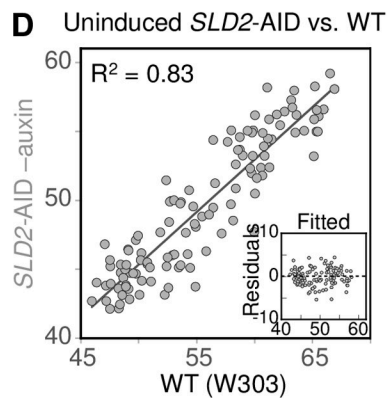 D Uninduced SLD2-AID vs. WT
60
R² = 0.83
SLD2-AID –auxin
50
Fitted
Residuals
10
0
−10
40 50 60
40
45 55 65
WT (W303)